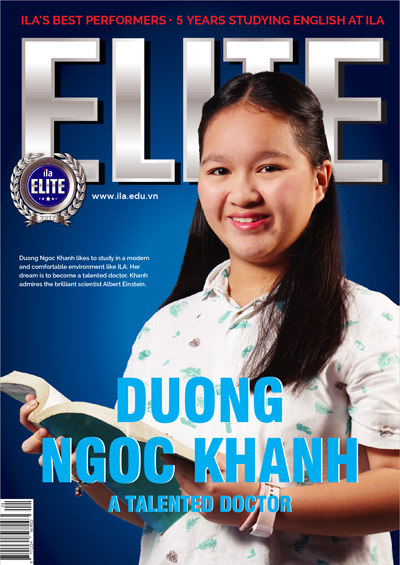 ILA'S BEST PERFORMERS • 5 YEARS STUDYING ENGLISH AT ILA
ELITE
ila
ELITE
www.ila.edu.vn
Duong Ngoc Khanh likes to study in a modern
and comfortable environment like ILA. Her
dream is to become a talented doctor. Khanh
admires the brilliant scientist Albert Einstein.
DUONG
NGOC KHANH
A TALENTED DOCTOR